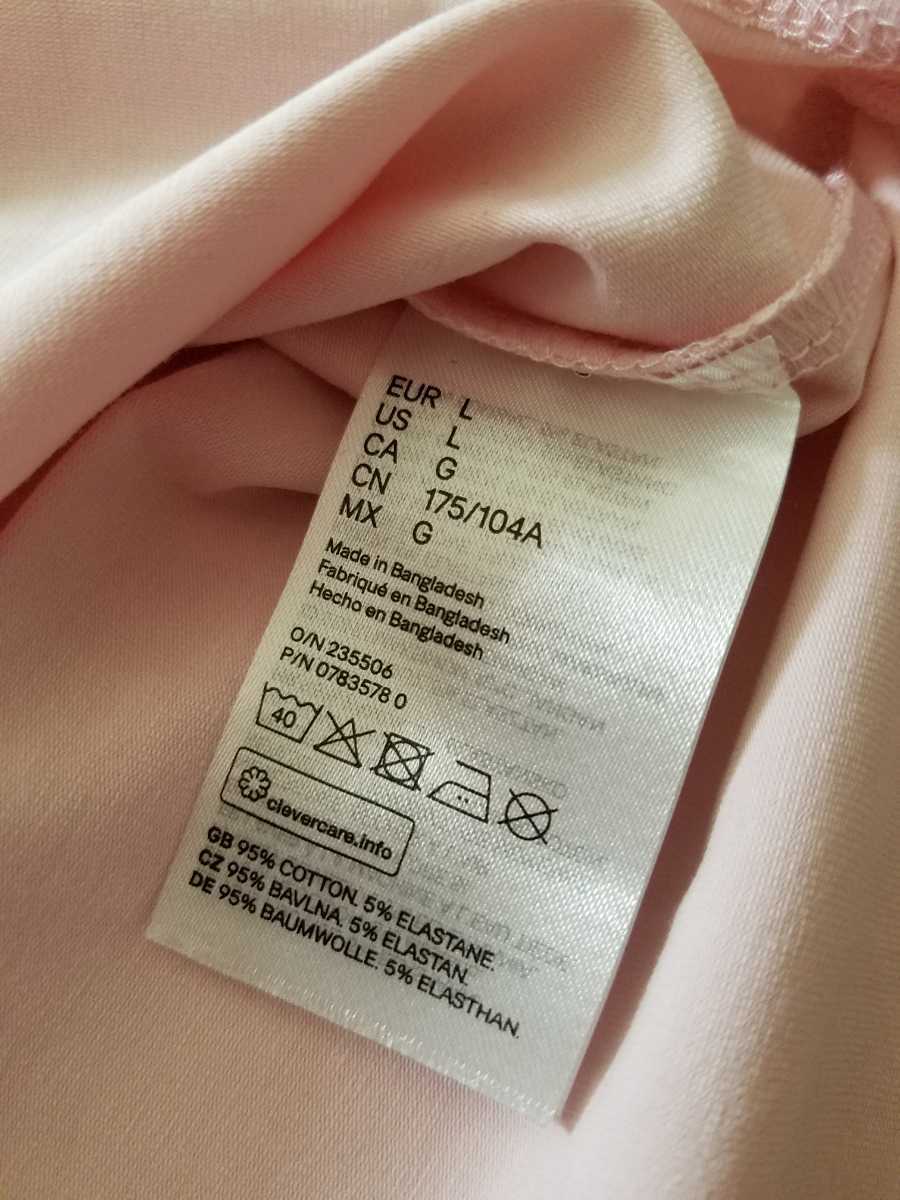 EUR L
US L
CA G
CN 175/104A
MX G
Made in Bangladesh
Fabriqué en Bangladesh
Hecho en Bangladesh
O/N 235506
P/N 0783578 0
40
clevercare.info
GB 95% COTTON. 5% ELASTANE.
CZ 95% BAVLNA. 5% ELASTAN.
DE 95% BAUMWOLLE. 5% ELASTHAN.